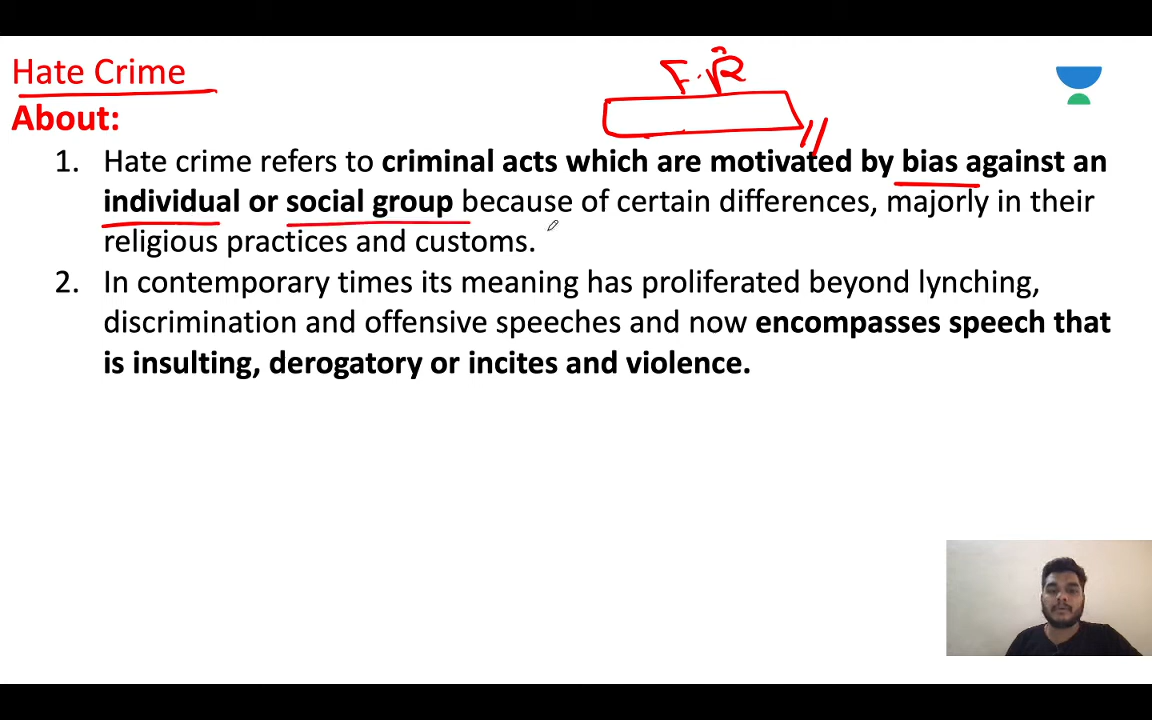 Hate Crime
F.R
About:
1. Hate crime refers to criminal acts which are motivated by bias against an
individual or social group because of certain differences, majorly in their
religious practices and customs.
2. In contemporary times its meaning has proliferated beyond lynching,
discrimination and offensive speeches and now encompasses speech that
is insulting, derogatory or incites and violence.